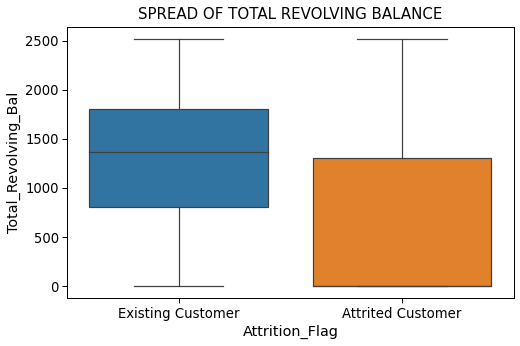 SPREAD OF TOTAL REVOLVING BALANCE
Total_Revolving_Bal
2500
2000
1500
1000
500
0
Existing Customer
Attrited Customer
Attrition_Flag